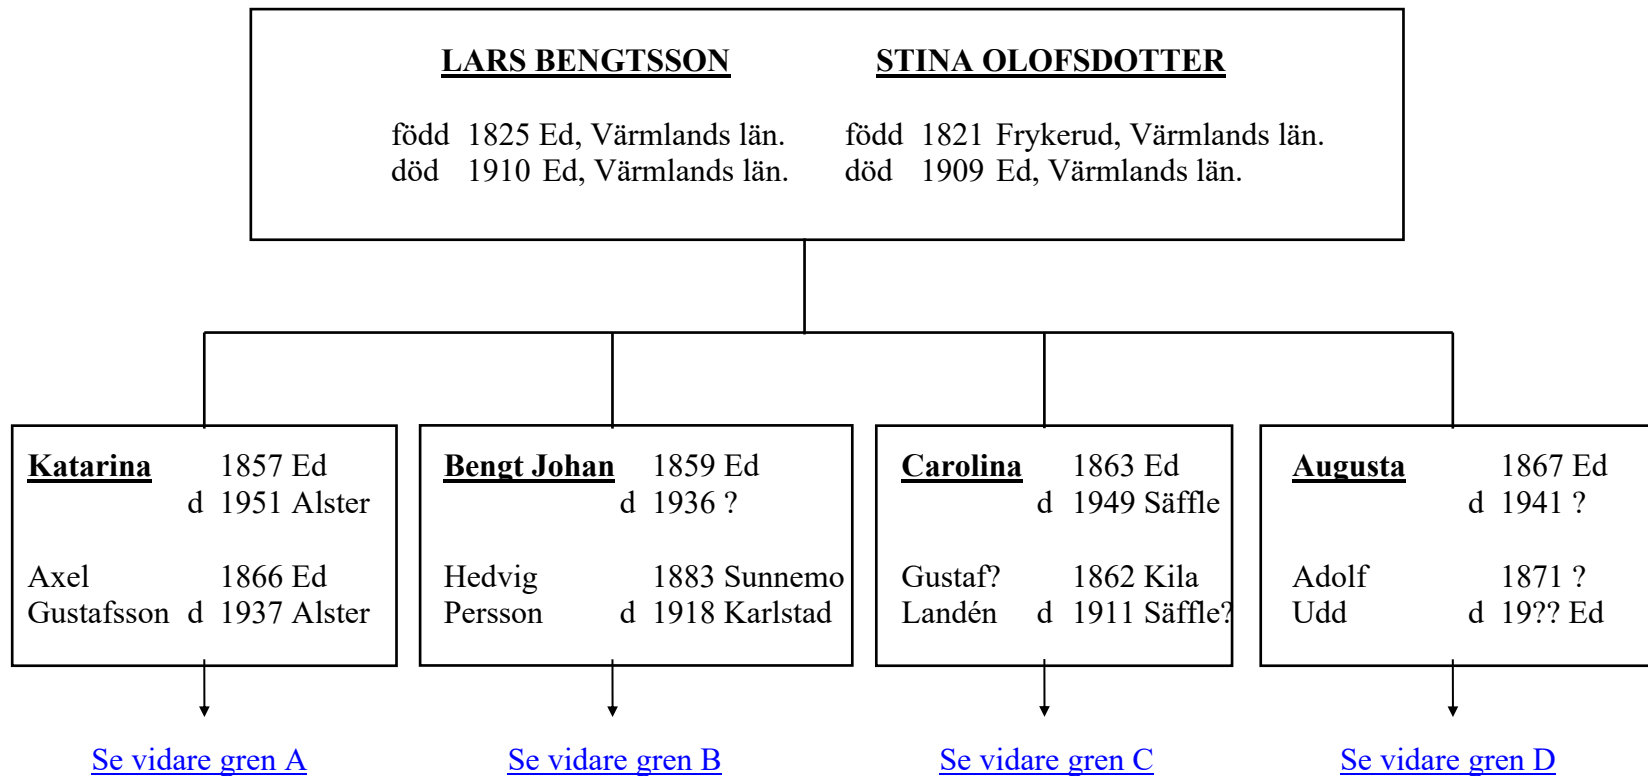 LARS BENGTSSON STINA OLOFSDOTTER
född 1825 Ed, Värmlands län. född 1821 Frykerud, Värmlands län.
död 1910 Ed, Värmlands län. död 1909 Ed, Värmlands län.
Katarina 1857 Ed
d 1951 Alster
Axel 1866 Ed
Gustafsson d 1937 Alster
Bengt Johan 1859 Ed
d 1936 ?
Hedvig 1883 Sunnemo
Persson d 1918 Karlstad
Carolina 1863 Ed
d 1949 Säffle
Gustaf? 1862 Kila
Landén d 1911 Säffle?
Augusta 1867 Ed
d 1941 ?
Adolf 1871 ?
Udd d 19?? Ed
Se vidare gren A Se vidare gren B Se vidare gren C Se vidare gren D